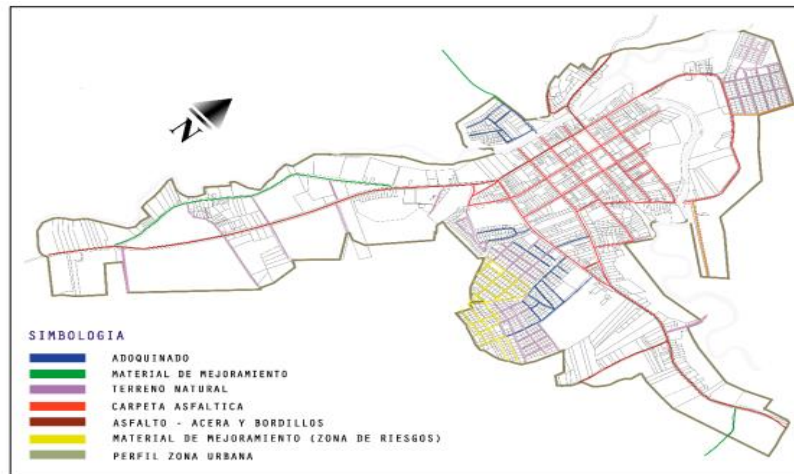 N
SIMBOLOGIA
ADOQUINADO
MATERIAL DE MEJORAMIENTO
TERRENO NATURAL
CARPETA ASFALTICA
ASFALTO - ACERA Y BORDILLOS
MATERIAL DE MEJORAMIENTO (ZONA DE RIESGOS)
PERFIL ZONA URBANA